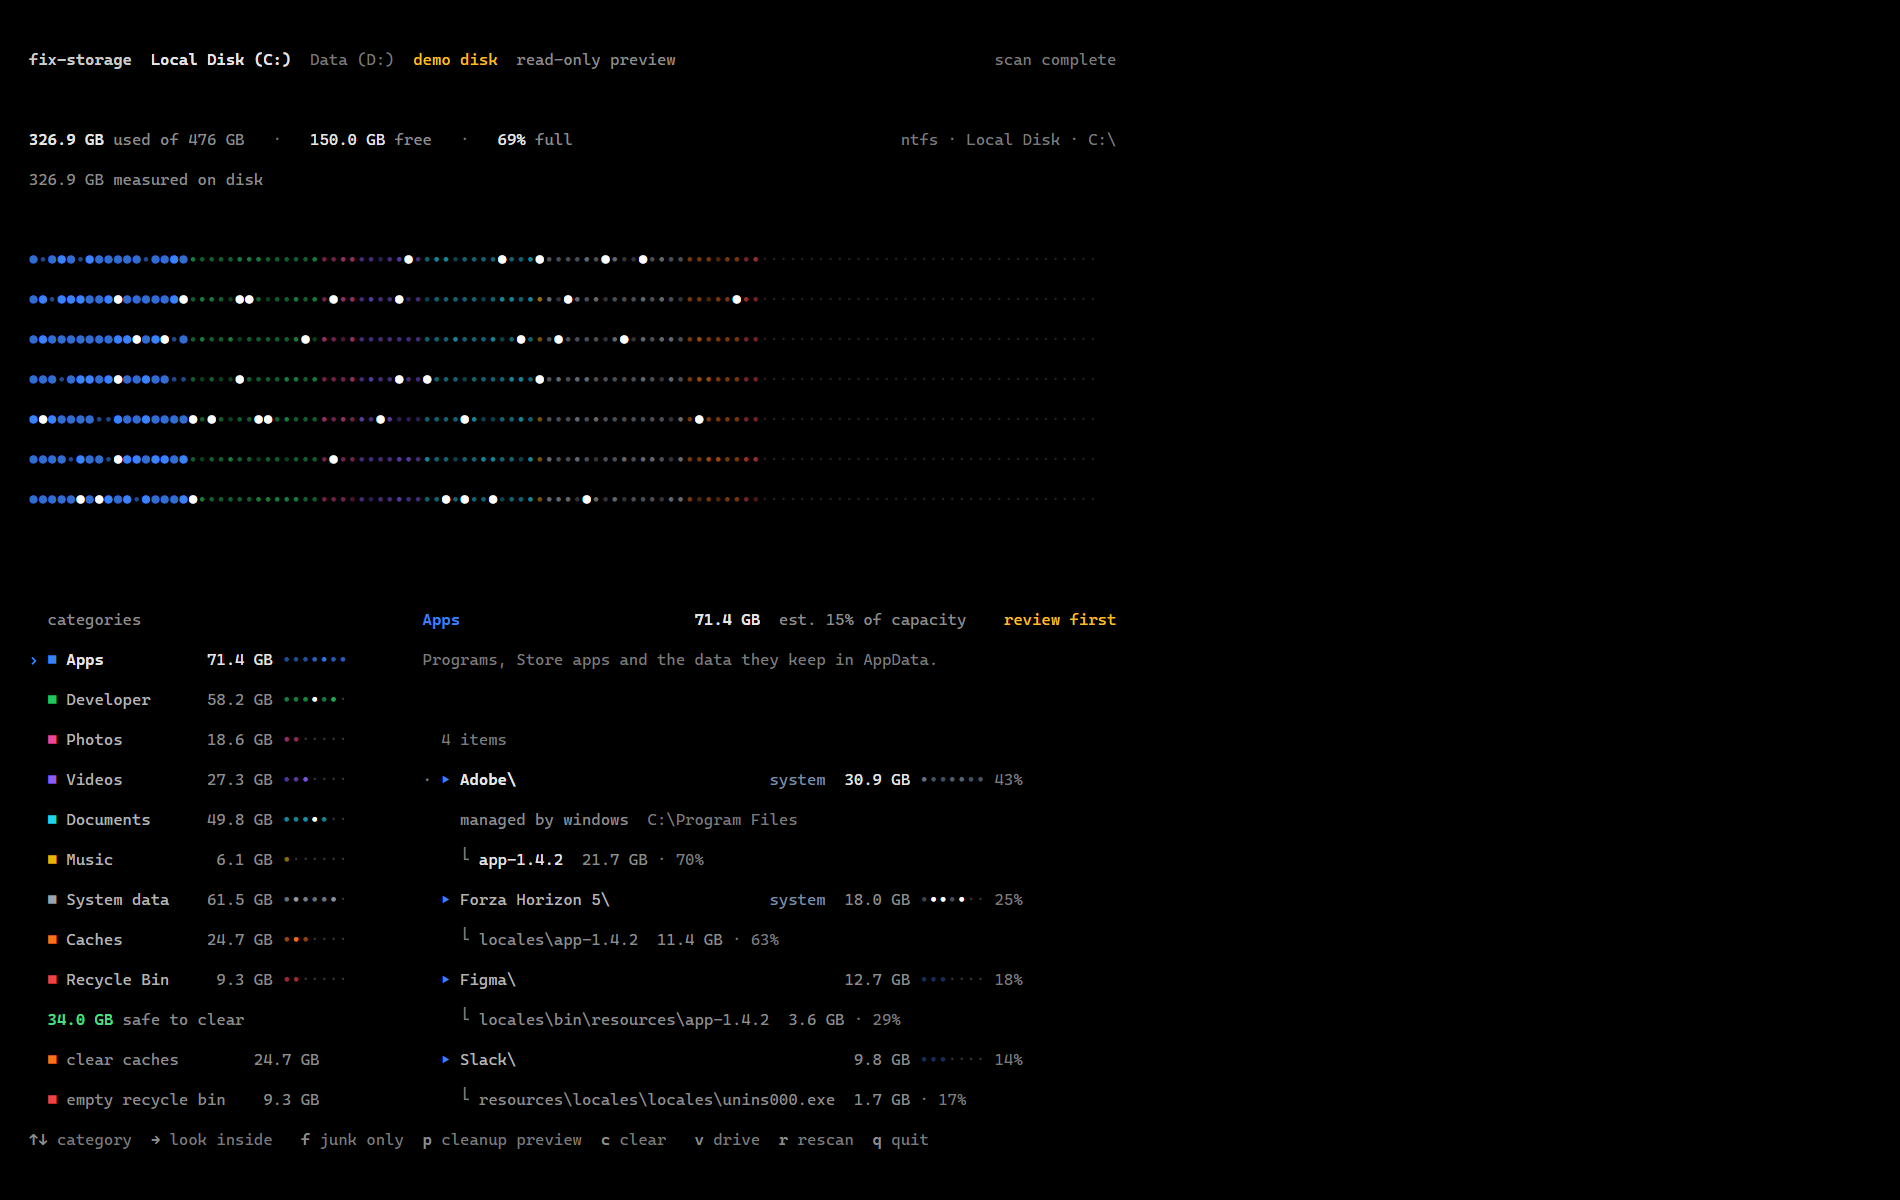 fix-storage  Local Disk (C:)  Data (D:)  demo disk  read-only preview  scan complete
326.9 GB used of 476 GB  ·  150.0 GB free  ·  69% full  ntfs · Local Disk · C:\
326.9 GB measured on disk
categories
› Apps 71.4 GB
Developer 58.2 GB
Photos 18.6 GB
Videos 27.3 GB
Documents 49.8 GB
Music 6.1 GB
System data 61.5 GB
Caches 24.7 GB
Recycle Bin 9.3 GB
34.0 GB safe to clear
clear caches 24.7 GB
empty recycle bin 9.3 GB
Apps 71.4 GB est. 15% of capacity review first
Programs, Store apps and the data they keep in AppData.
4 items
· ▸ Adobe\ system 30.9 GB 43%
managed by windows C:\Program Files
└ app-1.4.2 21.7 GB · 70%
▸ Forza Horizon 5\ system 18.0 GB 25%
└ locales\app-1.4.2 11.4 GB · 63%
▸ Figma\ 12.7 GB 18%
└ locales\bin\resources\app-1.4.2 3.6 GB · 29%
▸ Slack\ 9.8 GB 14%
└ resources\locales\locales\unins000.exe 1.7 GB · 17%
↑↓ category → look inside f junk only p cleanup preview c clear v drive r rescan q quit